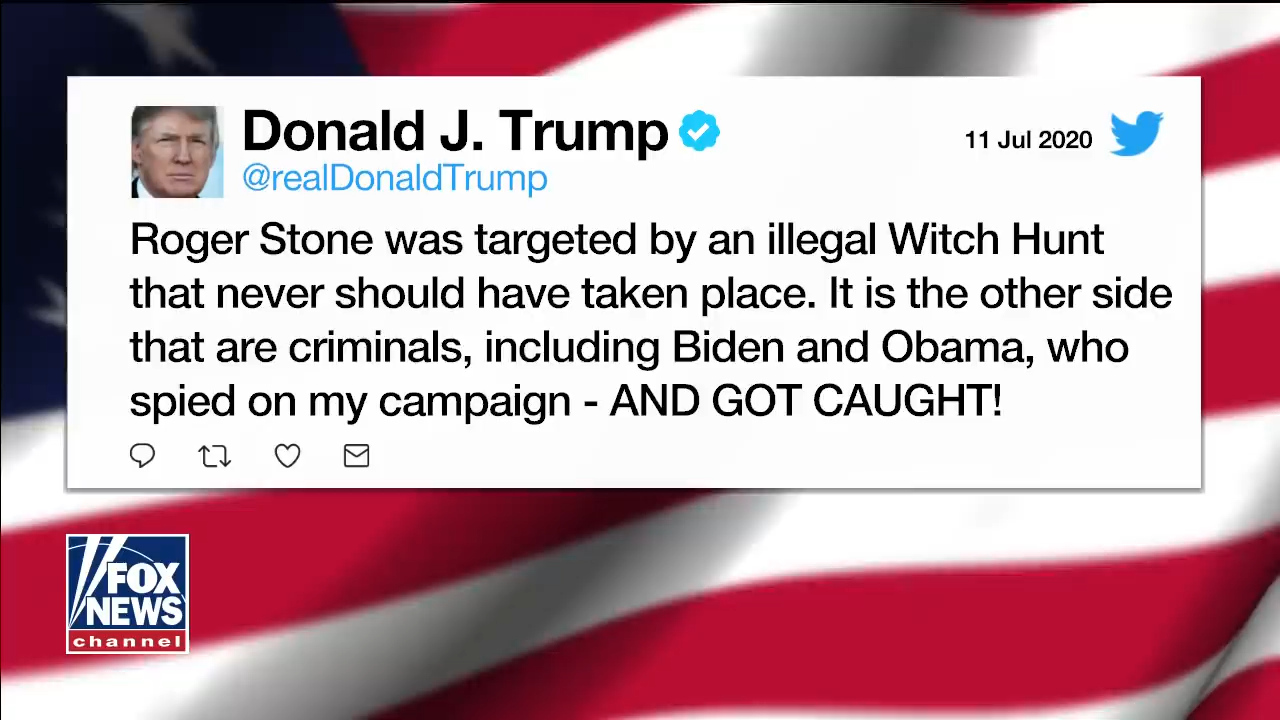 Donald J. Trump
11 Jul 2020
@realDonaldTrump
Roger Stone was targeted by an illegal Witch Hunt
that never should have taken place. It is the other side
that are criminals, including Biden and Obama, who
spied on my campaign - AND GOT CAUGHT!
FOX
NEWS
channel